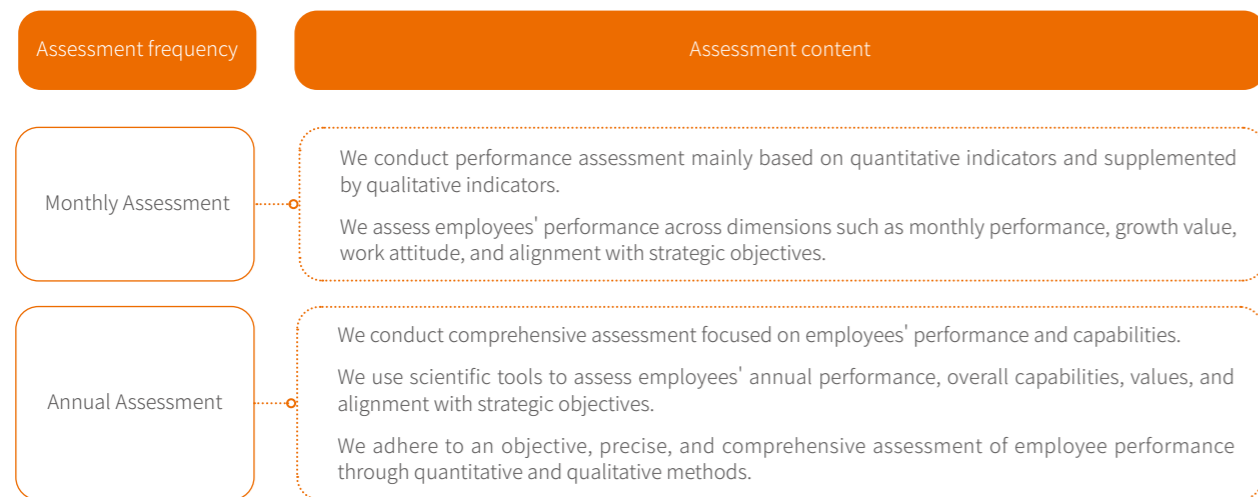 Assessment frequency
Assessment content
Monthly Assessment
We conduct performance assessment mainly based on quantitative indicators and supplemented
by qualitative indicators.
We assess employees' performance across dimensions such as monthly performance, growth value,
work attitude, and alignment with strategic objectives.
Annual Assessment
We conduct comprehensive assessment focused on employees' performance and capabilities.
We use scientific tools to assess employees' annual performance, overall capabilities, values, and
alignment with strategic objectives.
We adhere to an objective, precise, and comprehensive assessment of employee performance
through quantitative and qualitative methods.